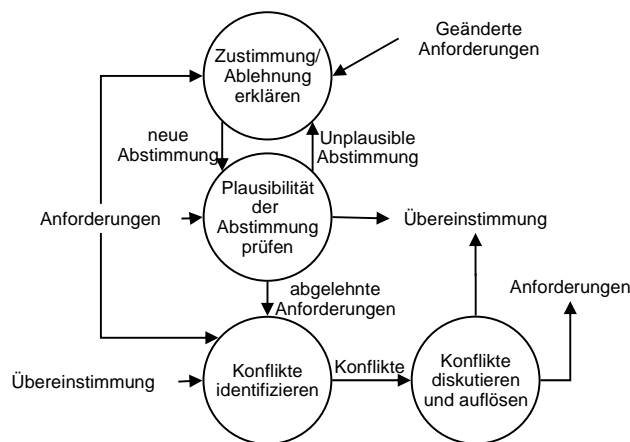 Geänderte
Anforderungen
Zustimmung/
Ablehnung
erklären
neue
Abstimmung
Unplausible
Abstimmung
Anforderungen
Plausibilität
der
Abstimmung
prüfen
Übereinstimmung
abgelehnte
Anforderungen
Anforderungen
Übereinstimmung
Konflikte
identifizieren
Konflikte
Konflikte
diskutieren
und auflösen